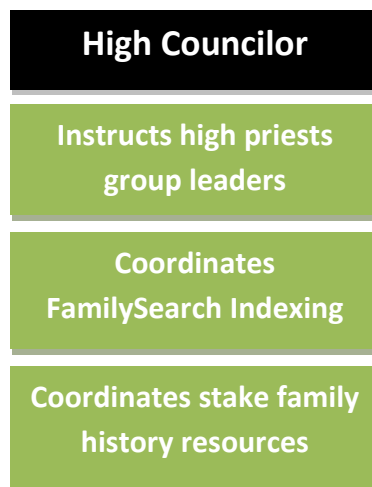 High Councilor
Instructs high priests
group leaders
Coordinates
FamilySearch Indexing
Coordinates stake family
history resources